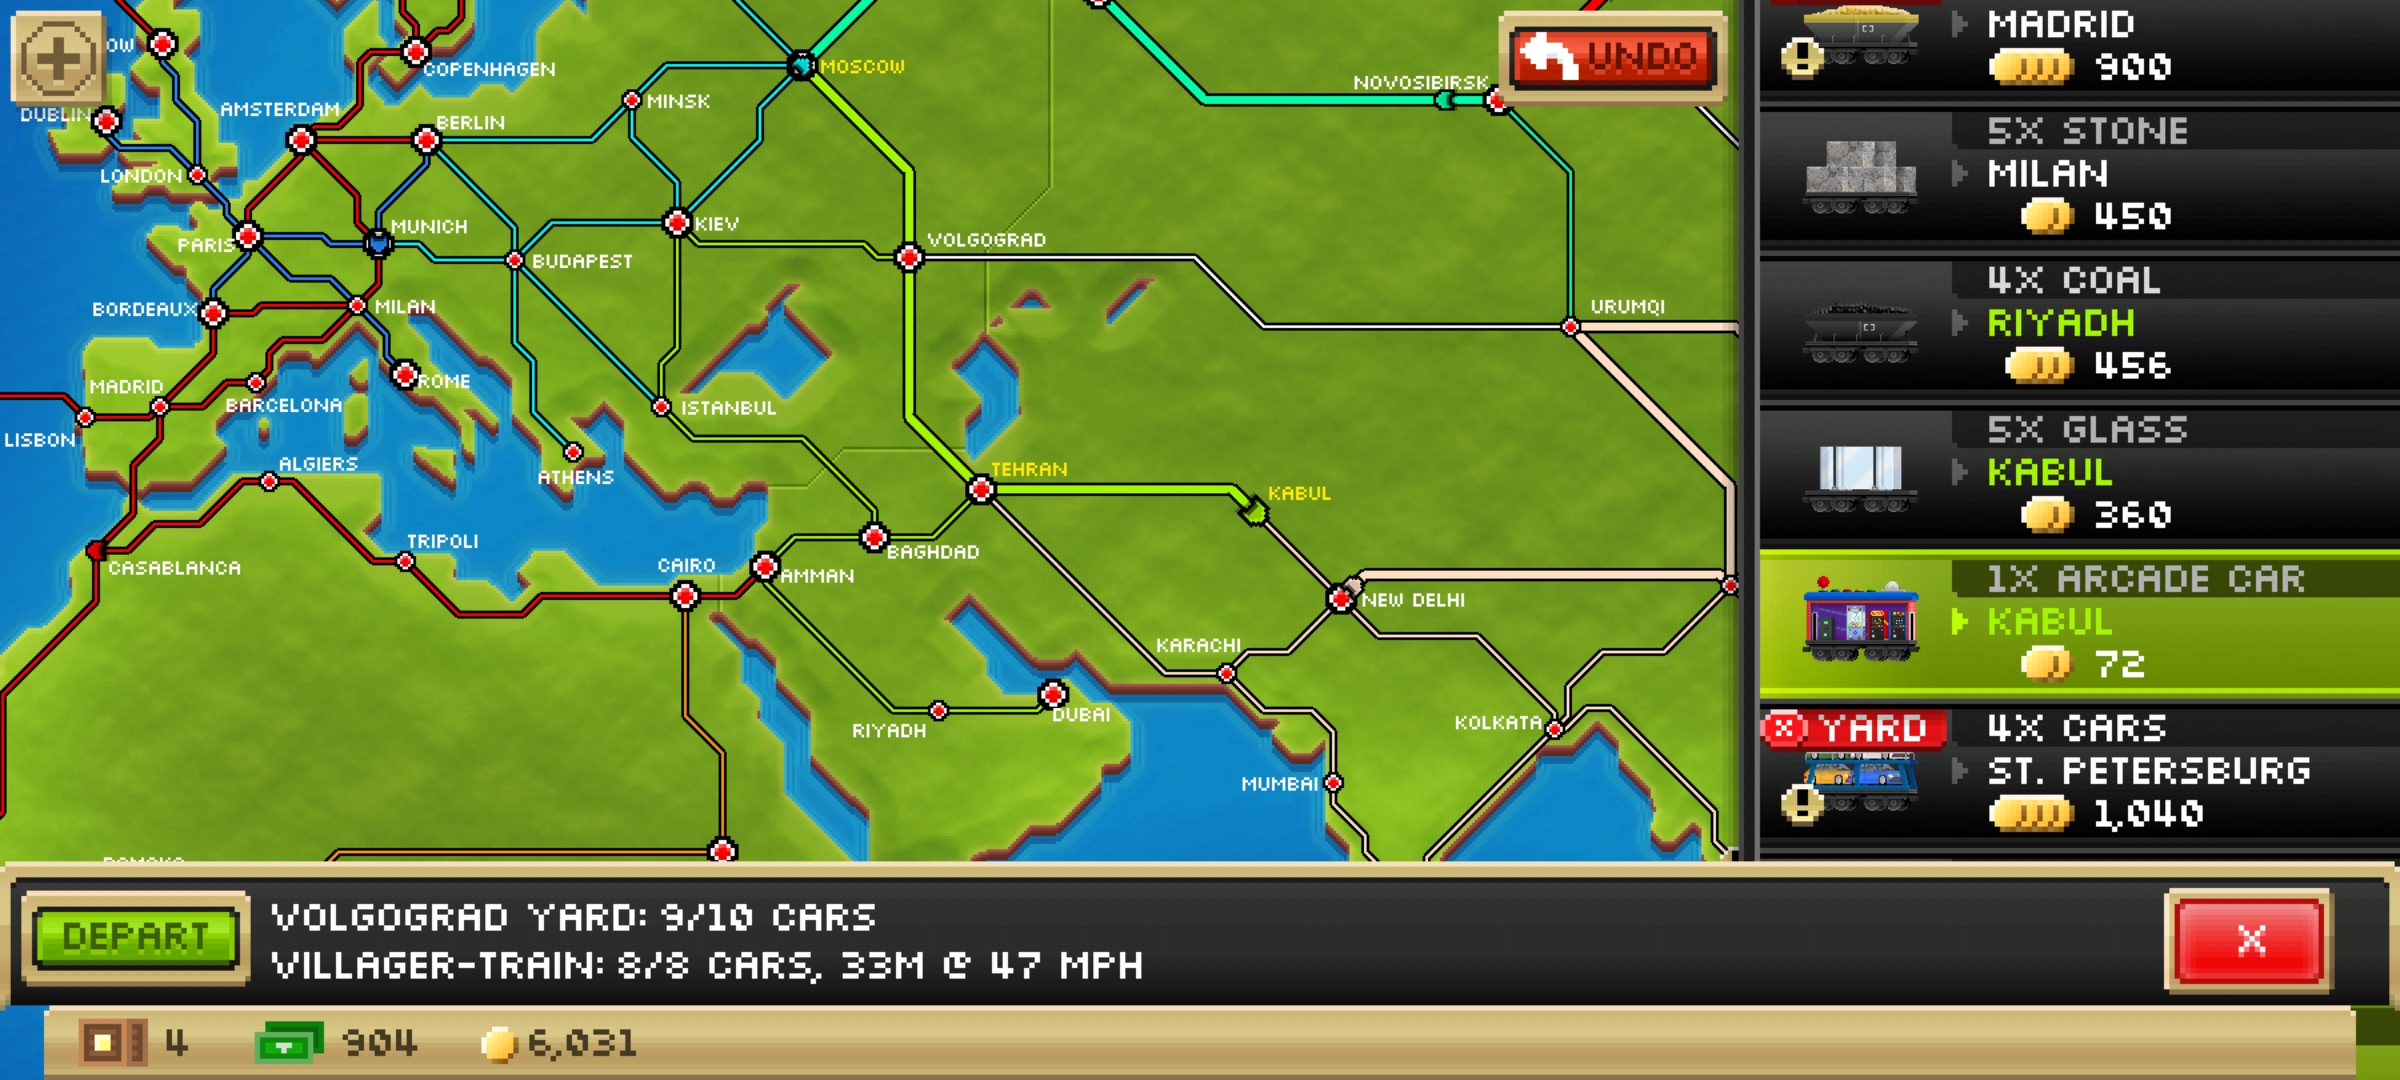 OW
COPENHAGEN
MOSCOW
UNDO
NOVOSIBIRSK
DUBLIN
AMSTERDAM
BERLIN
MINSK
LONDON
PARIS
MUNICH
KIEV
VOLGOGRAD
BUDAPEST
BORDEAUX
MILAN
URUMQI
MADRID
ROME
BARCELONA
ISTANBUL
LISBON
ALGIERS
ATHENS
TEHRAN
KABUL
TRIPOLI
CASABLANCA
CAIRO
AMMAN
BAGHDAD
NEW DELHI
KARACHI
RIYADH
DUBAI
KOLKATA
MUMBAI
MADRID
900
5X STONE
MILAN
450
4X COAL
RIYADH
456
5X GLASS
KABUL
360
1X ARCADE CAR
KABUL
72
YARD
4X CARS
ST. PETERSBURG
1,040
DEPART
VOLGOGRAD YARD: 9/10 CARS
VILLAGER-TRAIN: 8/8 CARS, 33M @ 47 MPH
X
4
904
6,031